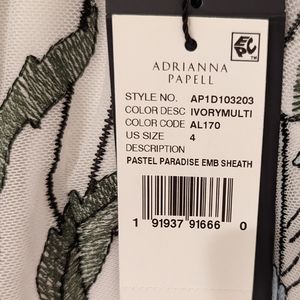 ADRIANNA
PAPELL
STYLE NO. AP1D103203
COLOR DESC IVORYMULTI
COLOR CODE AL170
US SIZE 4
DESCRIPTION
PASTEL PARADISE EMB SHEATH
1 91937 91666 0